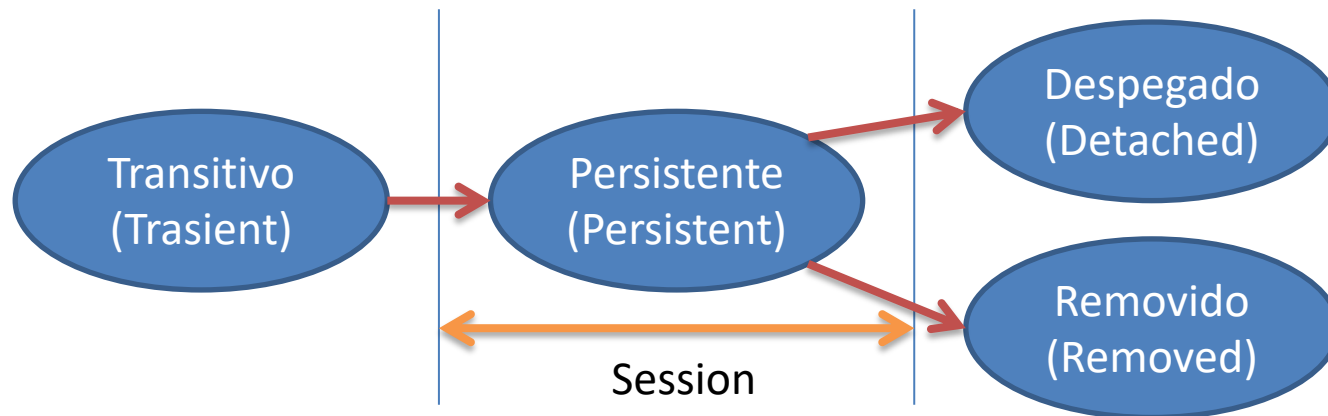 Transitivo
(Trasient)
Persistente
(Persistent)
Despegado
(Detached)
Removido
(Removed)
Session